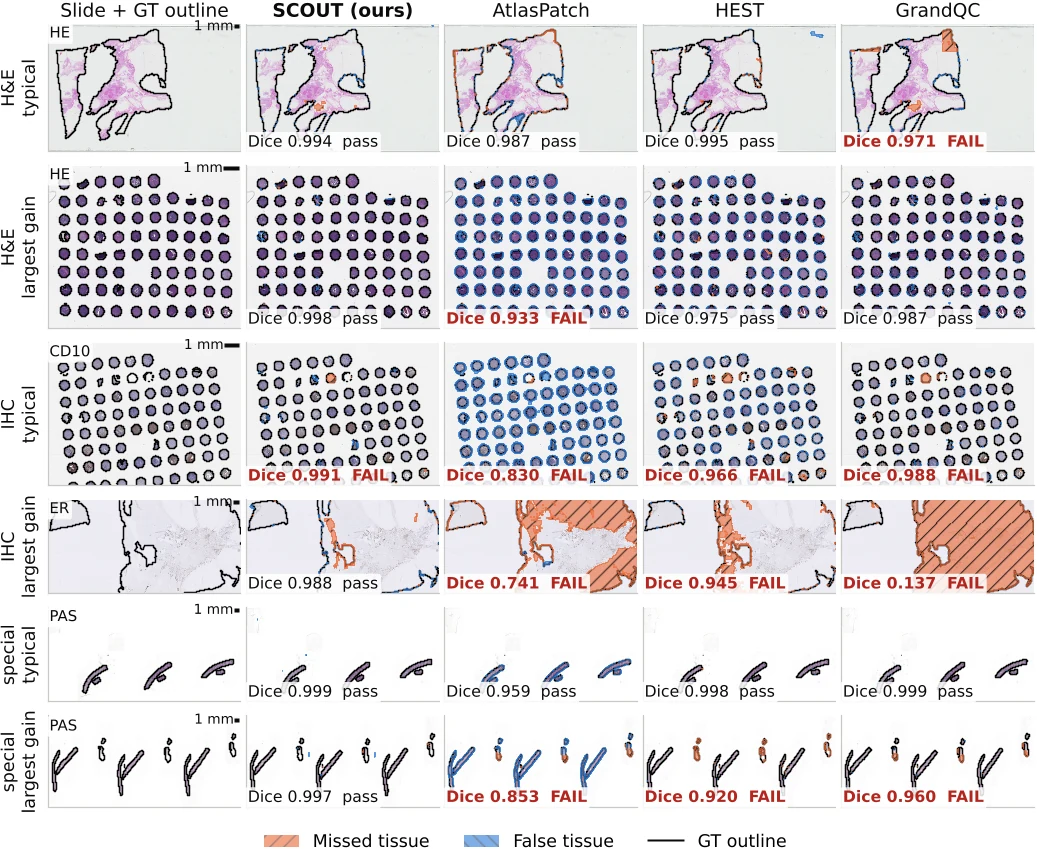 Slide + GT outline SCOUT (ours) AtlasPatch HEST GrandQC
H&E typical
HE 1 mm
Dice 0.994 pass Dice 0.987 pass Dice 0.995 pass Dice 0.971 FAIL
H&E largest gain
HE 1 mm
Dice 0.998 pass Dice 0.933 FAIL Dice 0.975 pass Dice 0.987 pass
IHC typical
CD10 1 mm
Dice 0.991 FAIL Dice 0.830 FAIL Dice 0.966 FAIL Dice 0.988 FAIL
IHC largest gain
ER 1 mm
Dice 0.988 pass Dice 0.741 FAIL Dice 0.945 FAIL Dice 0.137 FAIL
special typical
PAS 1 mm
Dice 0.999 pass Dice 0.959 pass Dice 0.998 pass Dice 0.999 pass
special largest gain
PAS 1 mm
Dice 0.997 pass Dice 0.853 FAIL Dice 0.920 FAIL Dice 0.960 FAIL
Missed tissue False tissue GT outline